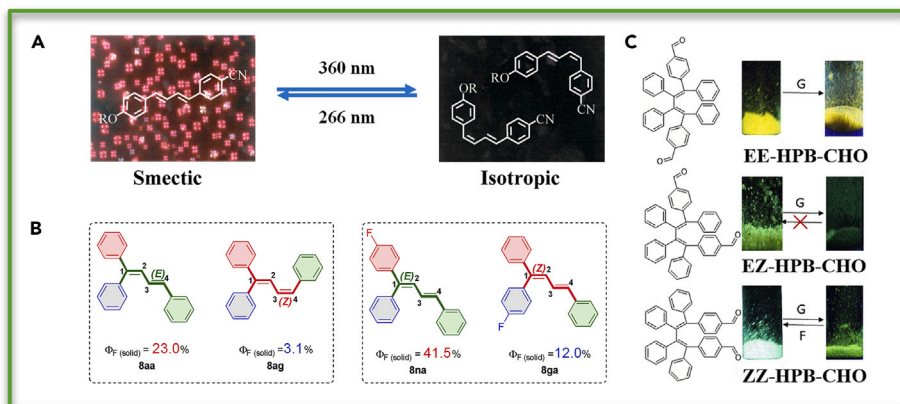 A
CN
RO
Smectic
360 nm
266 nm
RO
CN
OR
CN
Isotropic
B
1
2
3
4
(E)
ΦF (solid) = 23.0%
8aa
1
2
3
4
(Z)
ΦF (solid) = 3.1%
8ag
F
1
2
3
4
(E)
ΦF (solid) = 41.5%
8na
F
1
2
3
4
(Z)
ΦF (solid) = 12.0%
8ga
C
O
O
G
EE-HPB-CHO
O
O
G
EZ-HPB-CHO
O
O
G
F
ZZ-HPB-CHO